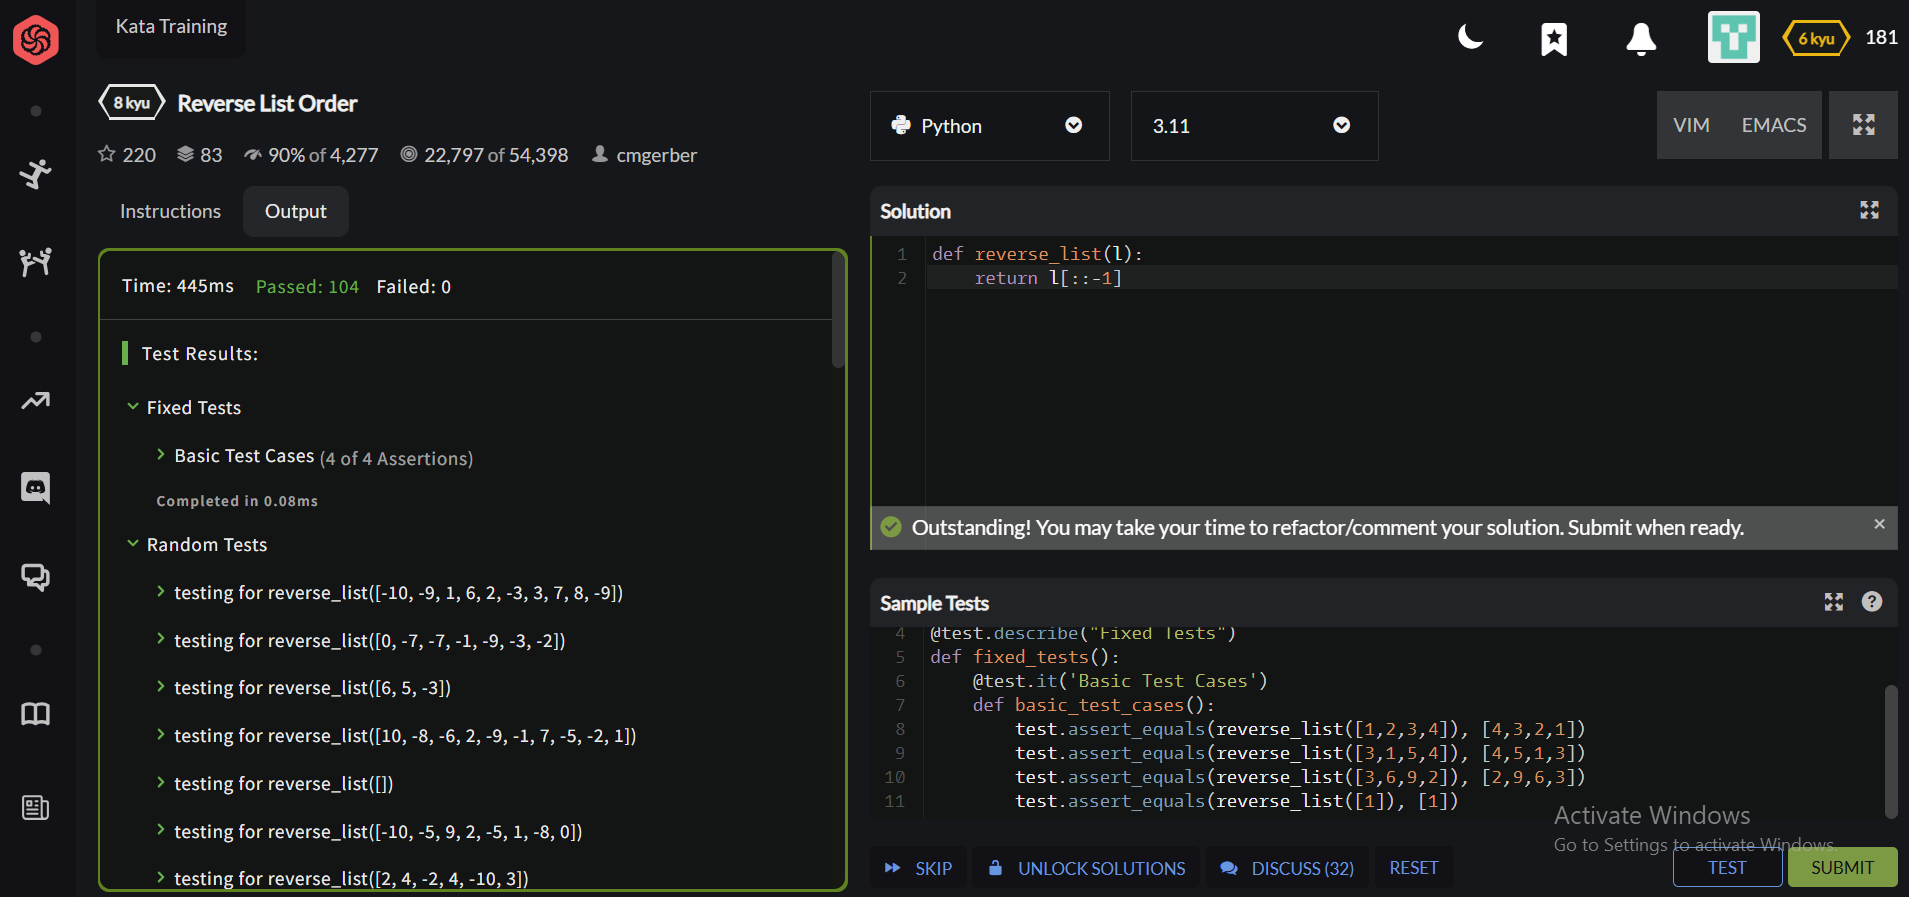 Kata Training
6 kyu 181
8 kyu Reverse List Order
220 83 90% of 4,277 22,797 of 54,398 cmgerber
Instructions Output
Time: 445ms Passed: 104 Failed: 0
Test Results:
Fixed Tests
Basic Test Cases (4 of 4 Assertions)
Completed in 0.08ms
Random Tests
testing for reverse_list([-10, -9, 1, 6, 2, -3, 3, 7, 8, -9])
testing for reverse_list([0, -7, -7, -1, -9, -3, -2])
testing for reverse_list([6, 5, -3])
testing for reverse_list([10, -8, -6, 2, -9, -1, 7, -5, -2, 1])
testing for reverse_list([])
testing for reverse_list([-10, -5, 9, 2, -5, 1, -8, 0])
testing for reverse_list([2, 4, -2, 4, -10, 3])
Python 3.11 VIM EMACS
Solution
1 def reverse_list(l):
2 return l[::-1]
Outstanding! You may take your time to refactor/comment your solution. Submit when ready. ×
Sample Tests ?
4 @test.describe("Fixed Tests")
5 def fixed_tests():
6 @test.it('Basic Test Cases')
7 def basic_test_cases():
8 test.assert_equals(reverse_list([1,2,3,4]), [4,3,2,1])
9 test.assert_equals(reverse_list([3,1,5,4]), [4,5,1,3])
10 test.assert_equals(reverse_list([3,6,9,2]), [2,9,6,3])
11 test.assert_equals(reverse_list([1]), [1])
Activate Windows
Go to Settings to activate Windows.
SKIP UNLOCK SOLUTIONS DISCUSS (32) RESET TEST SUBMIT